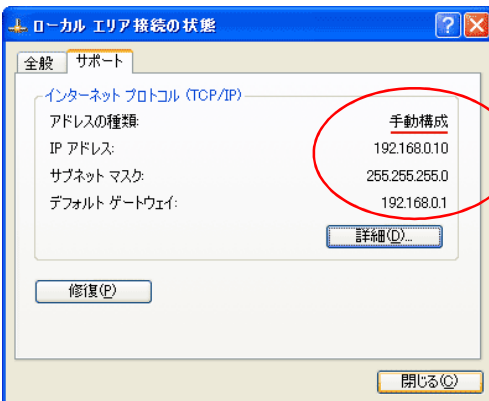 ローカル エリア接続の状態
全般 サポート
インターネット プロトコル (TCP/IP)
アドレスの種類: 手動構成
IP アドレス: 192.168.0.10
サブネット マスク: 255.255.255.0
デフォルト ゲートウェイ: 192.168.0.1
詳細(D)...
修復(P)
閉じる(C)